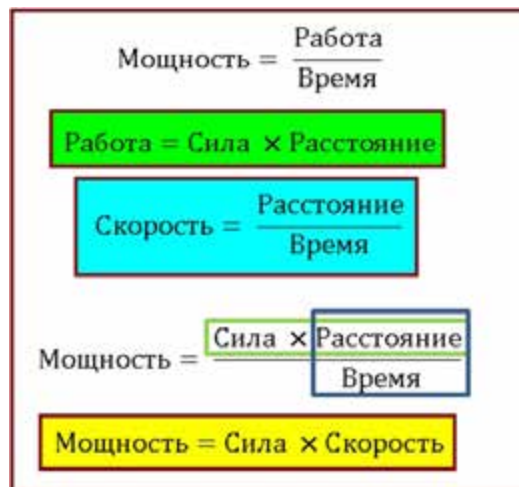 Мощность = Работа / Время
Работа = Сила × Расстояние
Скорость = Расстояние / Время
Мощность = Сила × Расстояние / Время
Мощность = Сила × Скорость